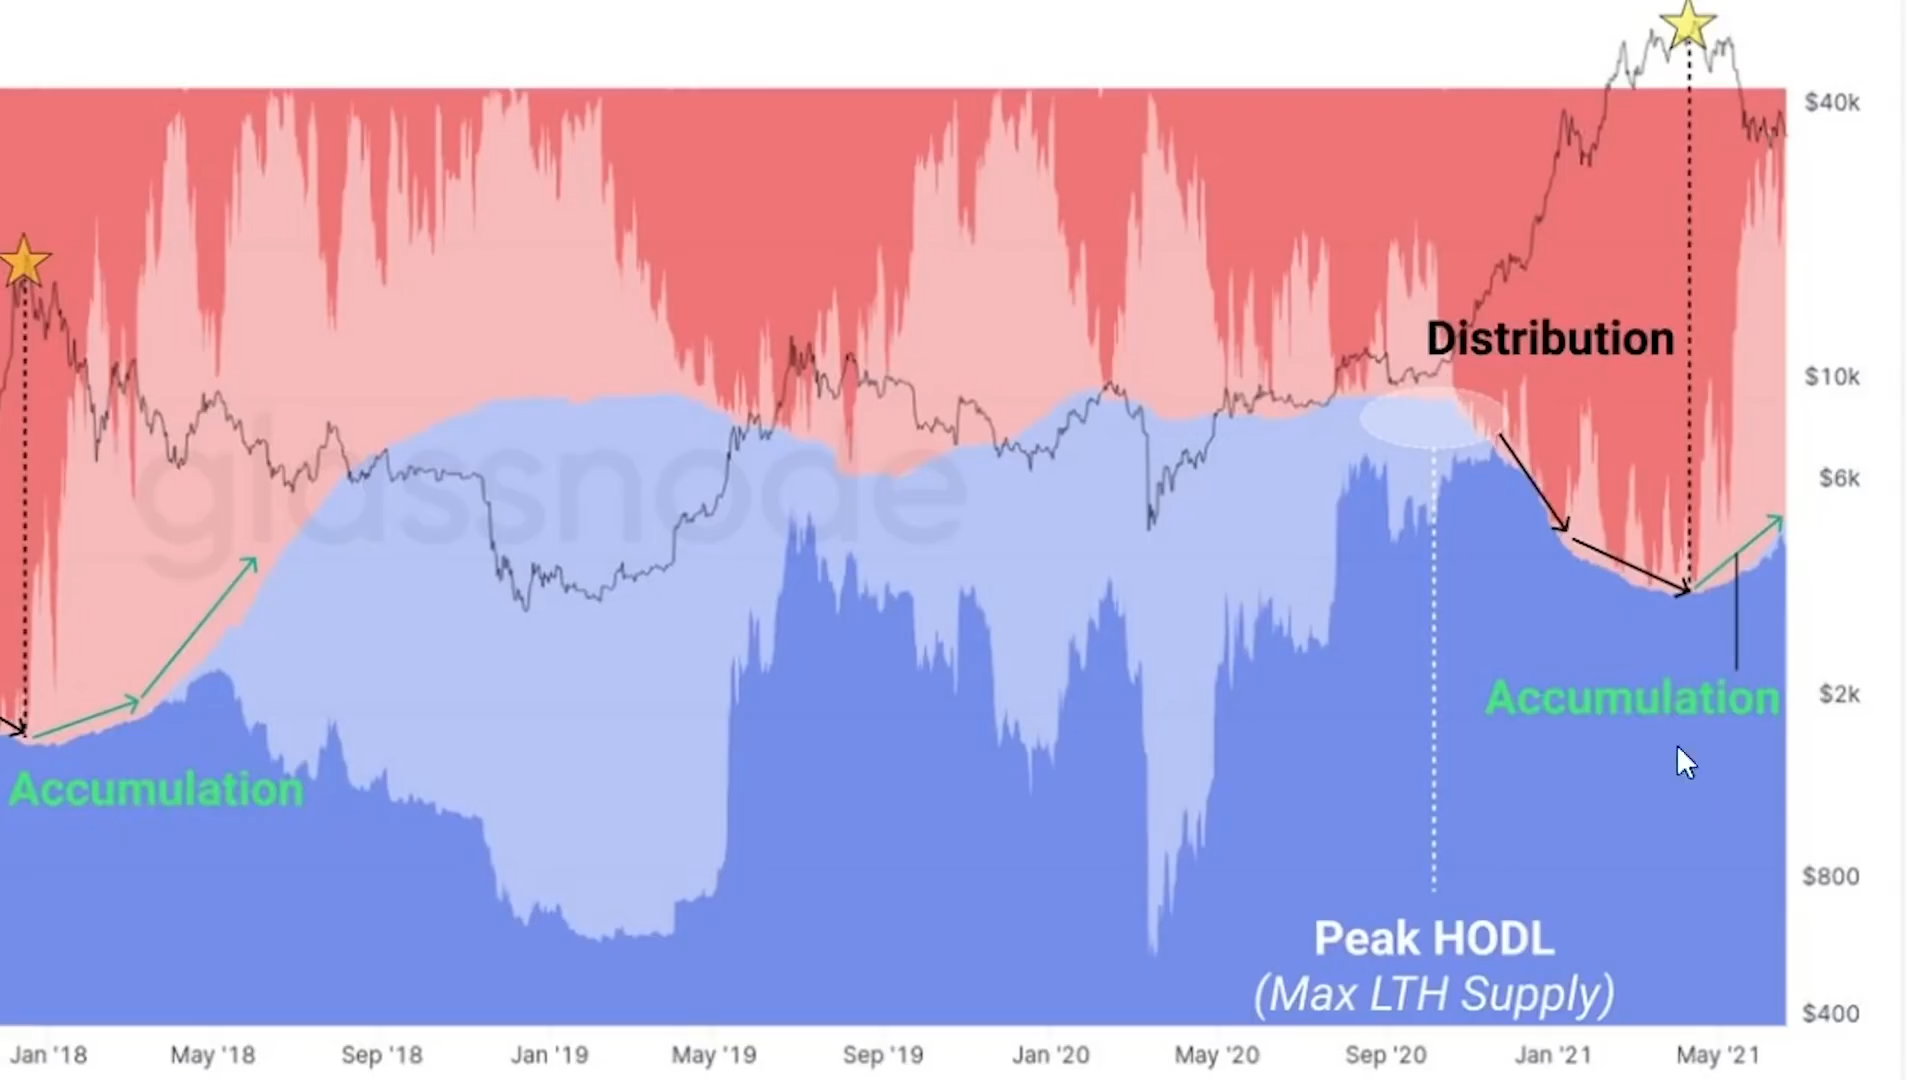 $40k
Distribution
$10k
glassnode
$6k
Accumulation
$2k
Accumulation
$800
Peak HODL
(Max LTH Supply)
$400
Jan '18
May '18
Sep '18
Jan '19
May '19
Sep '19
Jan '20
May '20
Sep '20
Jan '21
May '21